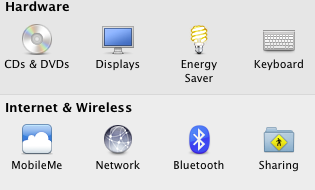 Hardware
CDs & DVDs Displays Energy Saver Keyboard
Internet & Wireless
MobileMe Network Bluetooth Sharing